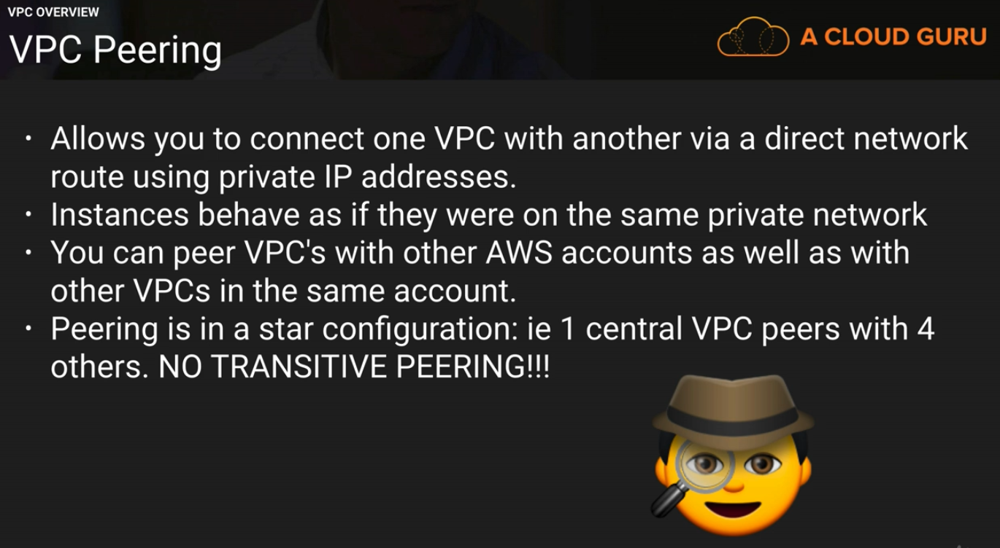 VPC OVERVIEW
VPC Peering
A CLOUD GURU
· Allows you to connect one VPC with another via a direct network
route using private IP addresses.
· Instances behave as if they were on the same private network
· You can peer VPC's with other AWS accounts as well as with
other VPCs in the same account.
· Peering is in a star configuration: ie 1 central VPC peers with 4
others. NO TRANSITIVE PEERING!!!